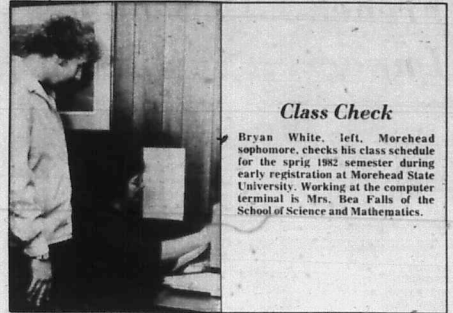 Class Check
Bryan White, left, Morehead
sophomore, checks his class schedule
for the sprig 1982 semester during
early registration at Morehead State
University. Working at the computer
terminal is Mrs. Bea Falls of the
School of Science and Mathematics.